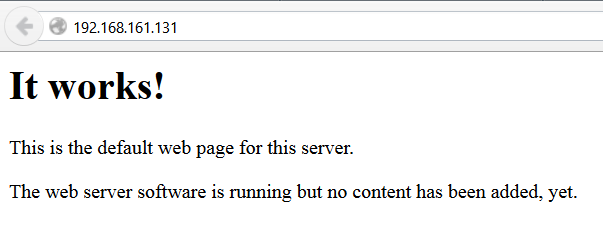 192.168.161.131
It works!
This is the default web page for this server.
The web server software is running but no content has been added, yet.